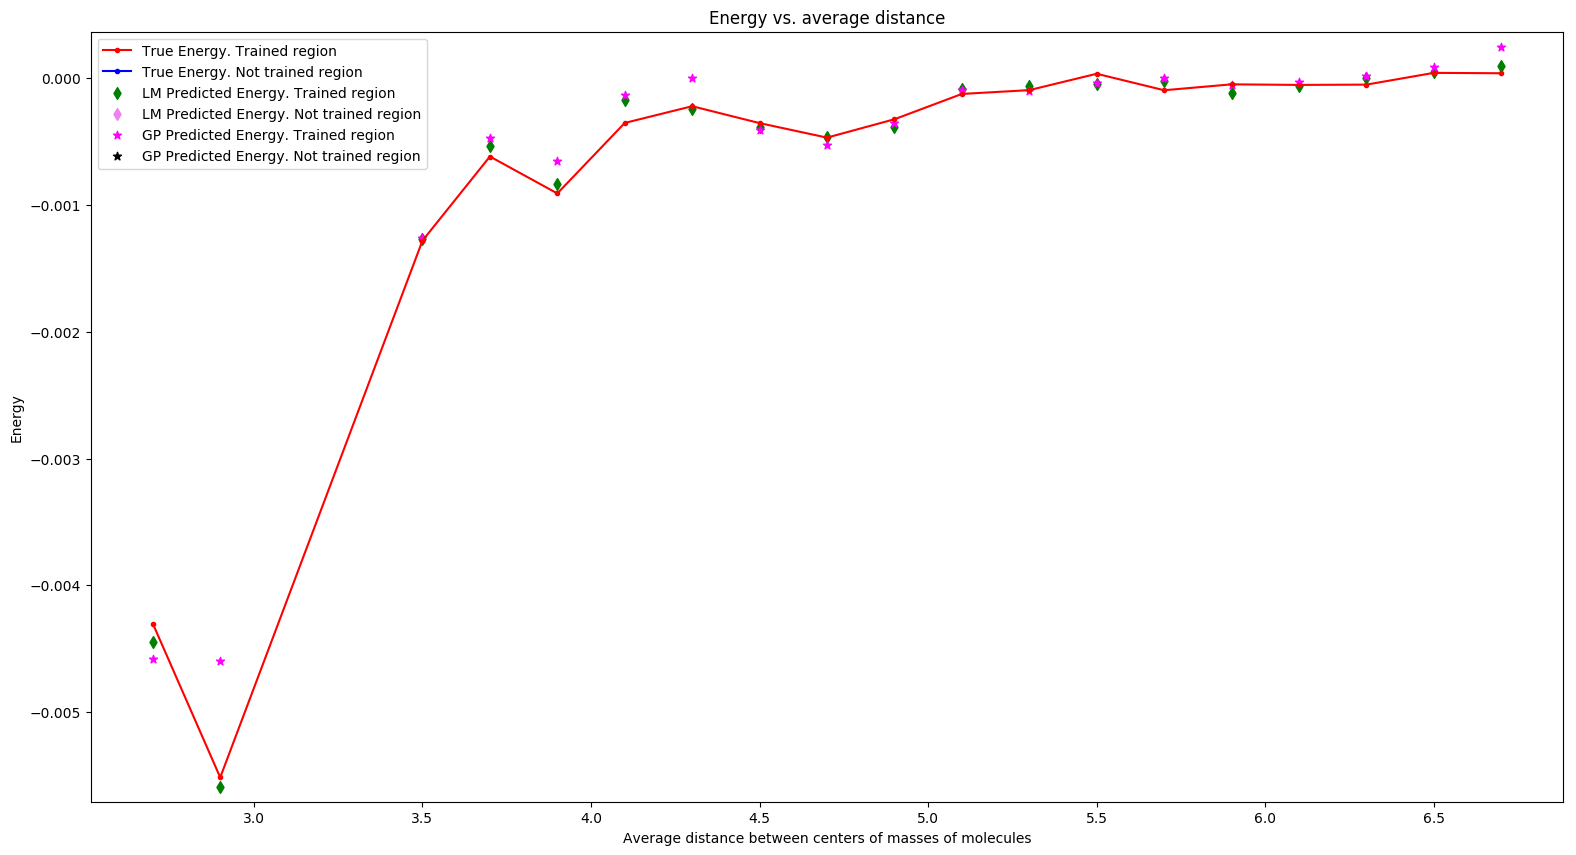 Energy vs. average distance
True Energy. Trained region
True Energy. Not trained region
LM Predicted Energy. Trained region
LM Predicted Energy. Not trained region
GP Predicted Energy. Trained region
GP Predicted Energy. Not trained region
0.000
−0.001
−0.002
−0.003
−0.004
−0.005
Energy
3.0 3.5 4.0 4.5 5.0 5.5 6.0 6.5
Average distance between centers of masses of molecules